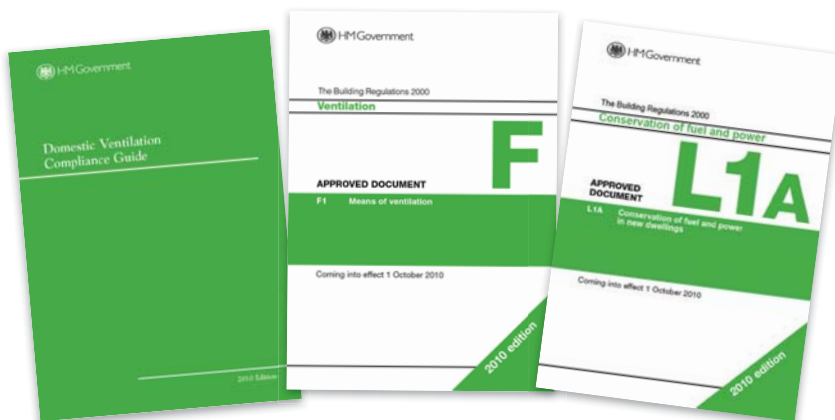 HM Government
Domestic Ventilation
Compliance Guide
2010 Edition
HM Government
The Building Regulations 2000
Ventilation
F
APPROVED DOCUMENT
F1 Means of ventilation
Coming into effect 1 October 2010
2010 edition
HM Government
The Building Regulations 2000
Conservation of fuel and power
L1A
APPROVED
DOCUMENT
L1A Conservation of fuel and power
in new dwellings
Coming into effect 1 October 2010
2010 edition